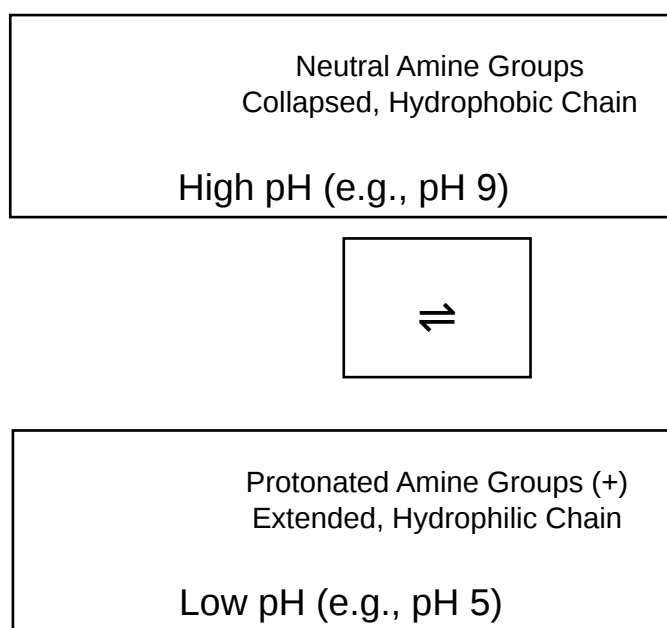 Neutral Amine Groups
Collapsed, Hydrophobic Chain
High pH (e.g., pH 9)
⇌
Protonated Amine Groups (+)
Extended, Hydrophilic Chain
Low pH (e.g., pH 5)